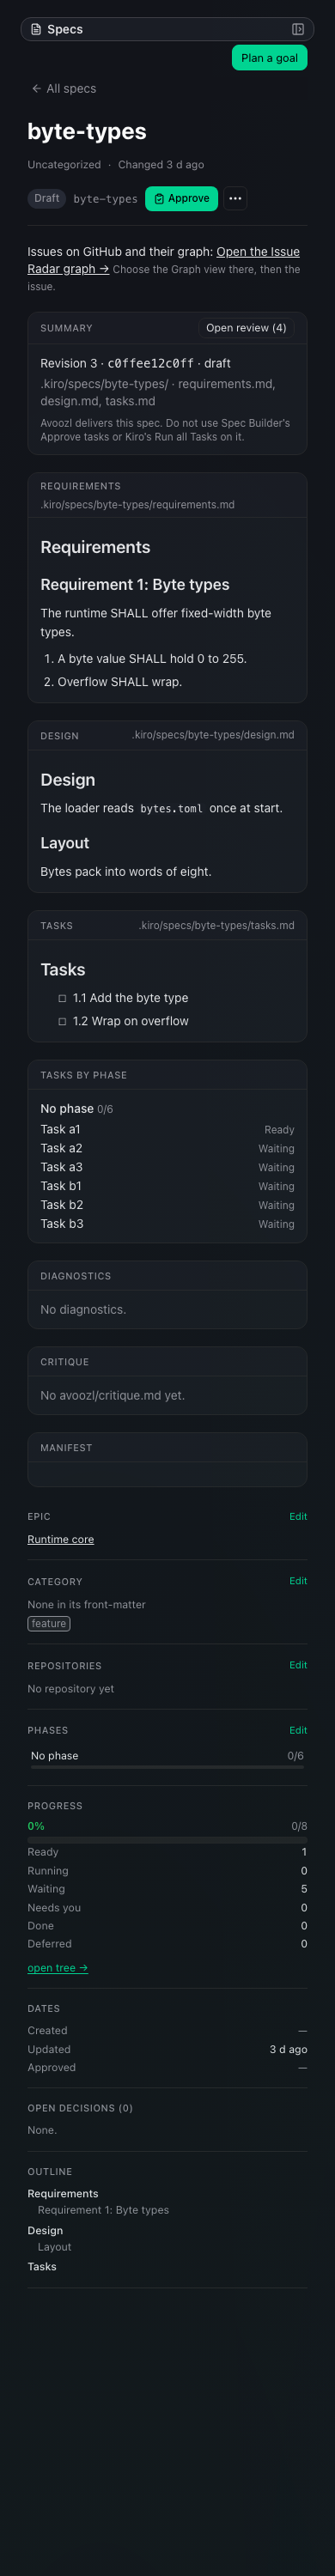 Specs
Plan a goal
← All specs
byte-types
Uncategorized · Changed 3 d ago
Draft byte-types Approve
Issues on GitHub and their graph: Open the Issue
Radar graph → Choose the Graph view there, then the
issue.
SUMMARY Open review (4)
Revision 3 · c0ffee12c0ff · draft
.kiro/specs/byte-types/ · requirements.md,
design.md, tasks.md
Avoozl delivers this spec. Do not use Spec Builder's
Approve tasks or Kiro's Run all Tasks on it.
REQUIREMENTS
.kiro/specs/byte-types/requirements.md
Requirements
Requirement 1: Byte types
The runtime SHALL offer fixed-width byte
types.
1. A byte value SHALL hold 0 to 255.
2. Overflow SHALL wrap.
DESIGN .kiro/specs/byte-types/design.md
Design
The loader reads bytes.toml once at start.
Layout
Bytes pack into words of eight.
TASKS .kiro/specs/byte-types/tasks.md
Tasks
1.1 Add the byte type
1.2 Wrap on overflow
TASKS BY PHASE
No phase 0/6
Task a1 Ready
Task a2 Waiting
Task a3 Waiting
Task b1 Waiting
Task b2 Waiting
Task b3 Waiting
DIAGNOSTICS
No diagnostics.
CRITIQUE
No avoozl/critique.md yet.
MANIFEST
EPIC Edit
Runtime core
CATEGORY Edit
None in its front-matter
feature
REPOSITORIES Edit
No repository yet
PHASES Edit
No phase 0/6
PROGRESS
0% 0/8
Ready 1
Running 0
Waiting 5
Needs you 0
Done 0
Deferred 0
open tree →
DATES
Created —
Updated 3 d ago
Approved —
OPEN DECISIONS (0)
None.
OUTLINE
Requirements
Requirement 1: Byte types
Design
Layout
Tasks